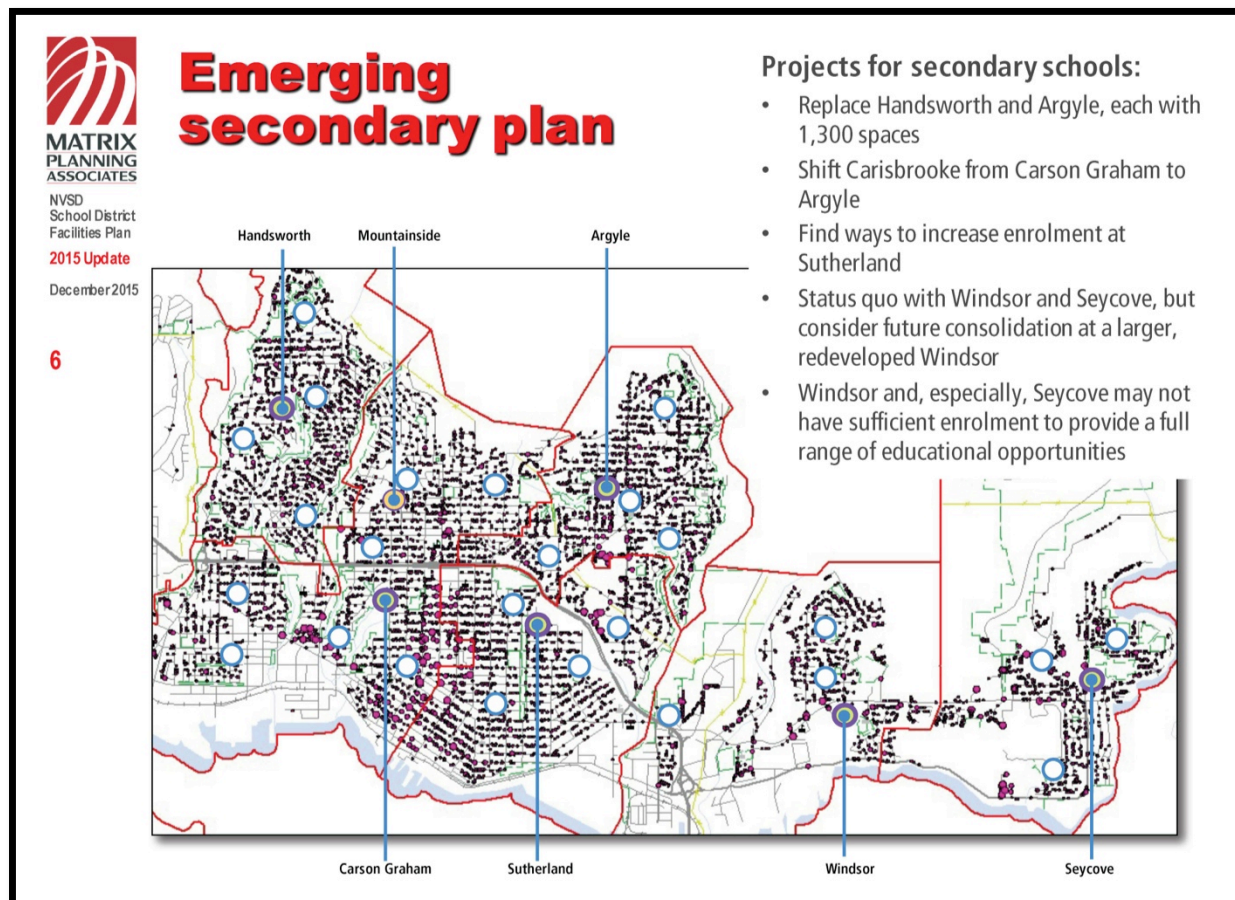 MATRIX
PLANNING
ASSOCIATES
NVSD
School District
Facilities Plan
2015 Update
December 2015
6
Emerging
secondary plan
Projects for secondary schools:
• Replace Handsworth and Argyle, each with
1,300 spaces
• Shift Carisbrooke from Carson Graham to
Argyle
• Find ways to increase enrolment at
Sutherland
• Status quo with Windsor and Seycove, but
consider future consolidation at a larger,
redeveloped Windsor
• Windsor and, especially, Seycove may not
have sufficient enrolment to provide a full
range of educational opportunities
Handsworth
Mountainside
Argyle
Carson Graham
Sutherland
Windsor
Seycove